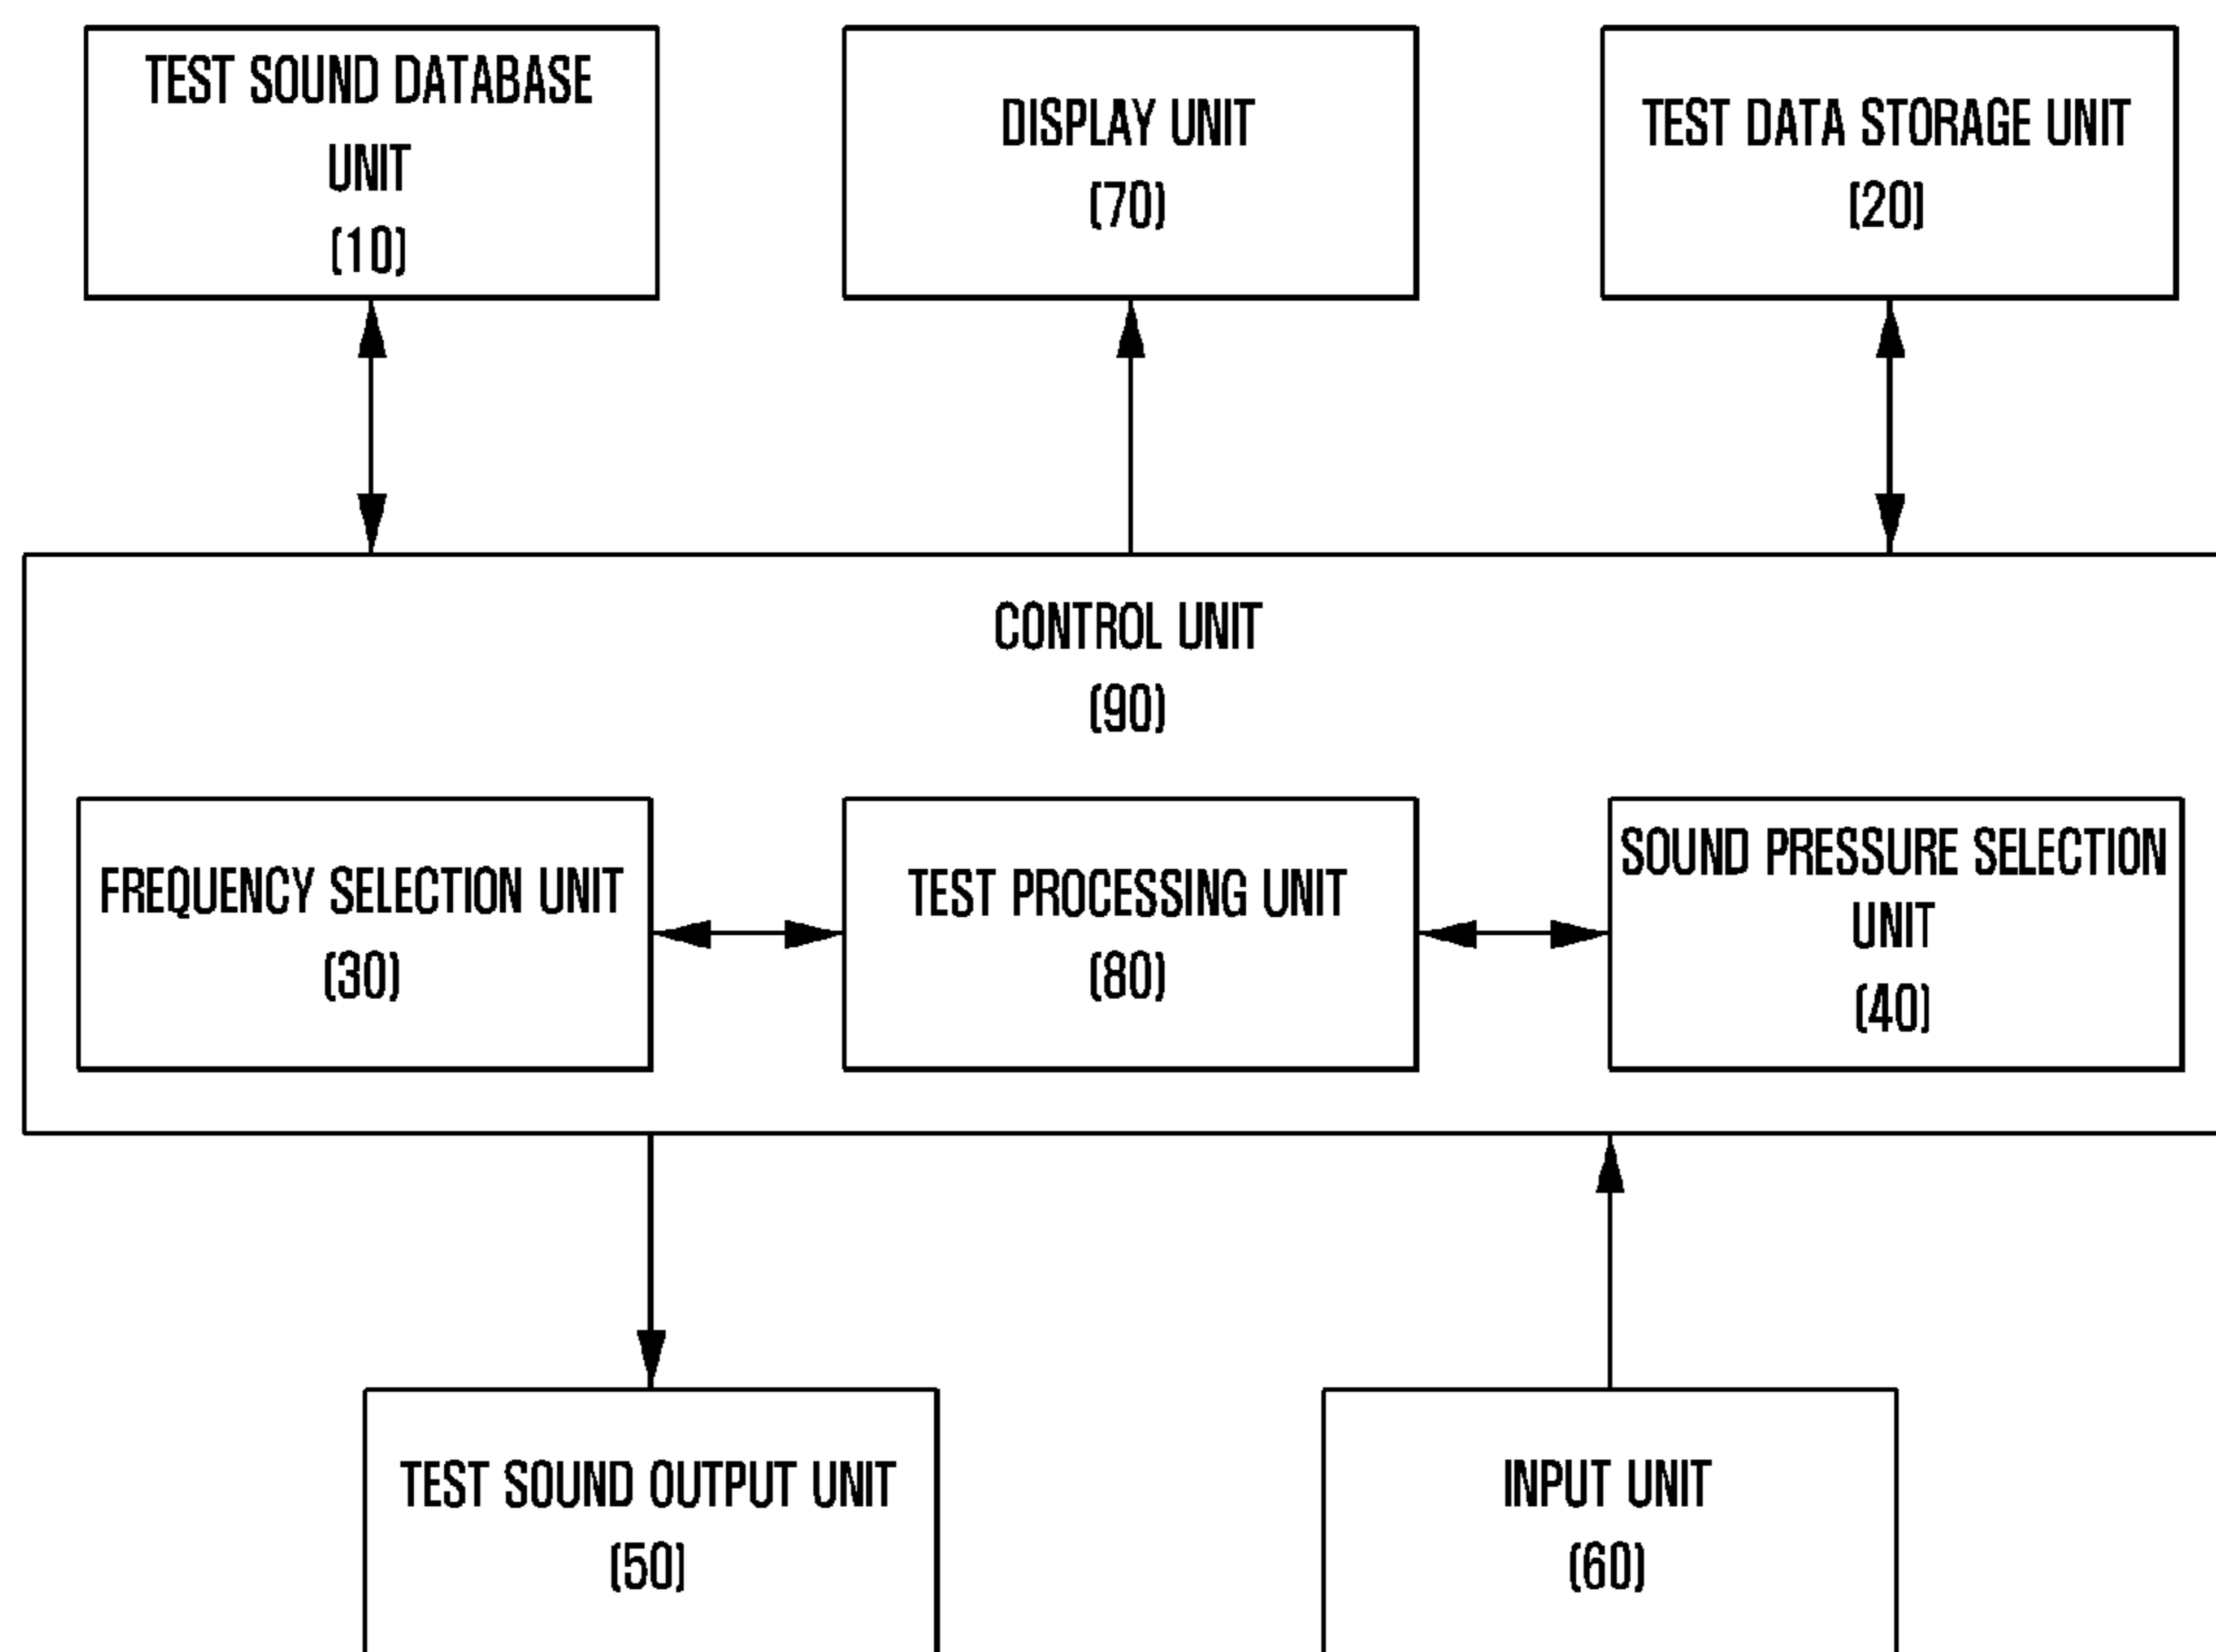 TEST SOUND DATABASE
UNIT
(10)
DISPLAY UNIT
(70)
TEST DATA STORAGE UNIT
(20)
CONTROL UNIT
(90)
FREQUENCY SELECTION UNIT
(30)
TEST PROCESSING UNIT
(80)
SOUND PRESSURE SELECTION
UNIT
(40)
TEST SOUND OUTPUT UNIT
(50)
INPUT UNIT
(60)